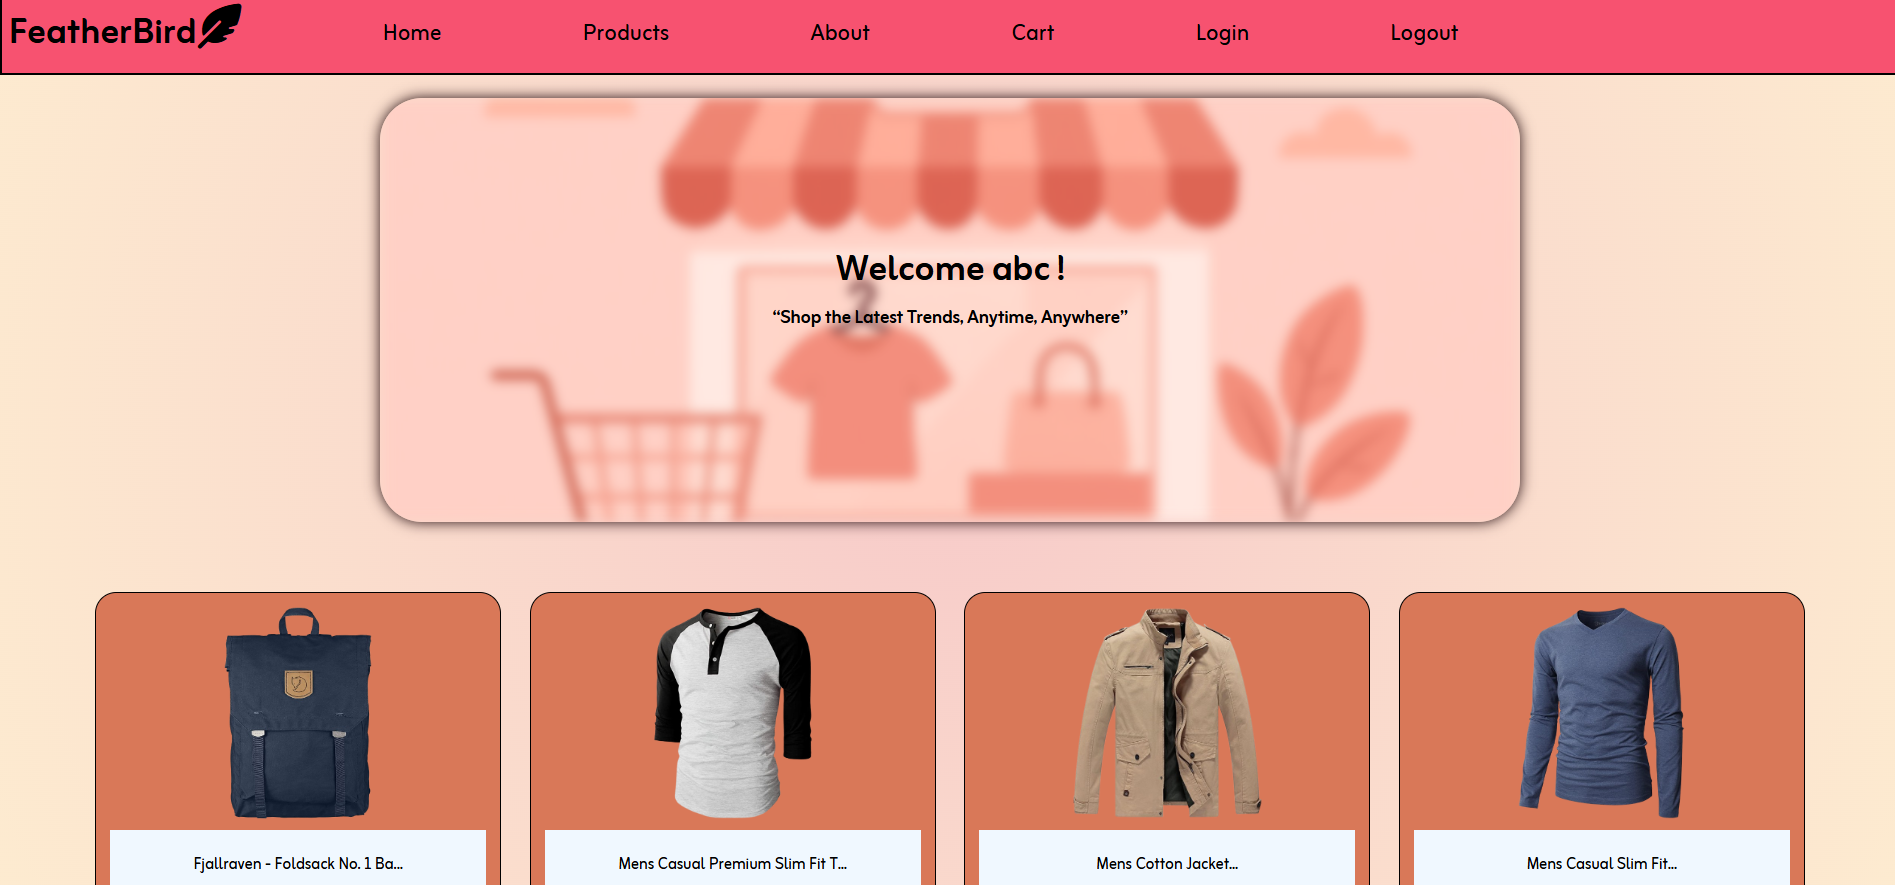 FeatherBird Home Products About Cart Login Logout
Welcome abc !
“Shop the Latest Trends, Anytime, Anywhere”
Fjallraven - Foldsack No. 1 Ba...
Mens Casual Premium Slim Fit T...
Mens Cotton Jacket...
Mens Casual Slim Fit...